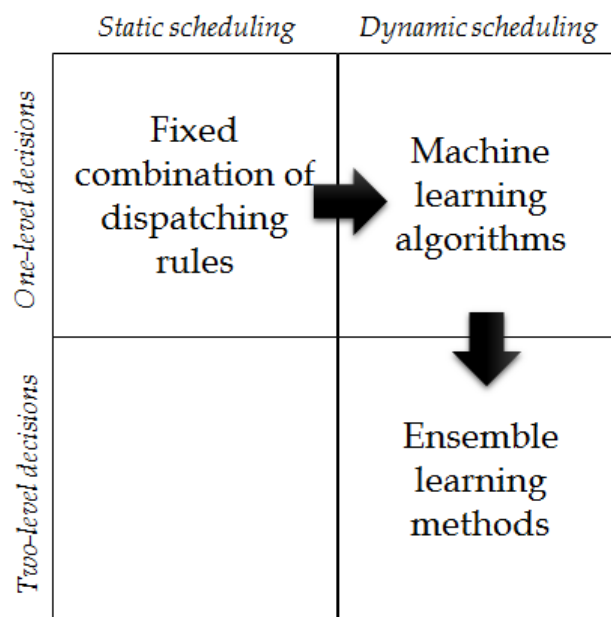 Static scheduling
Dynamic scheduling
One-level decisions
Fixed
combination of
dispatching
rules
Machine
learning
algorithms
Two-level decisions
Ensemble
learning
methods